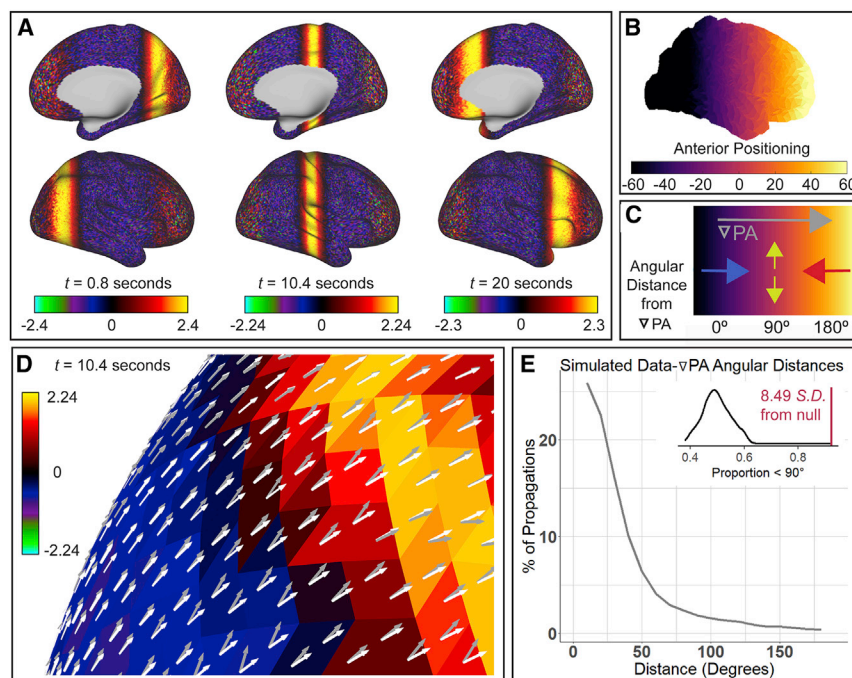 A
t = 0.8 seconds
t = 10.4 seconds
t = 20 seconds
-2.4 0 2.4
-2.24 0 2.24
-2.3 0 2.3
B
Anterior Positioning
-60 -40 -20 0 20 40 60
C
∇PA
Angular
Distance
from
∇PA
0º 90º 180º
D
t = 10.4 seconds
2.24
0
-2.24
E
Simulated Data-∇PA Angular Distances
8.49 S.D.
from null
0.4 0.6 0.8
Proportion < 90°
% of Propagations
20
10
0
0 50 100 150
Distance (Degrees)